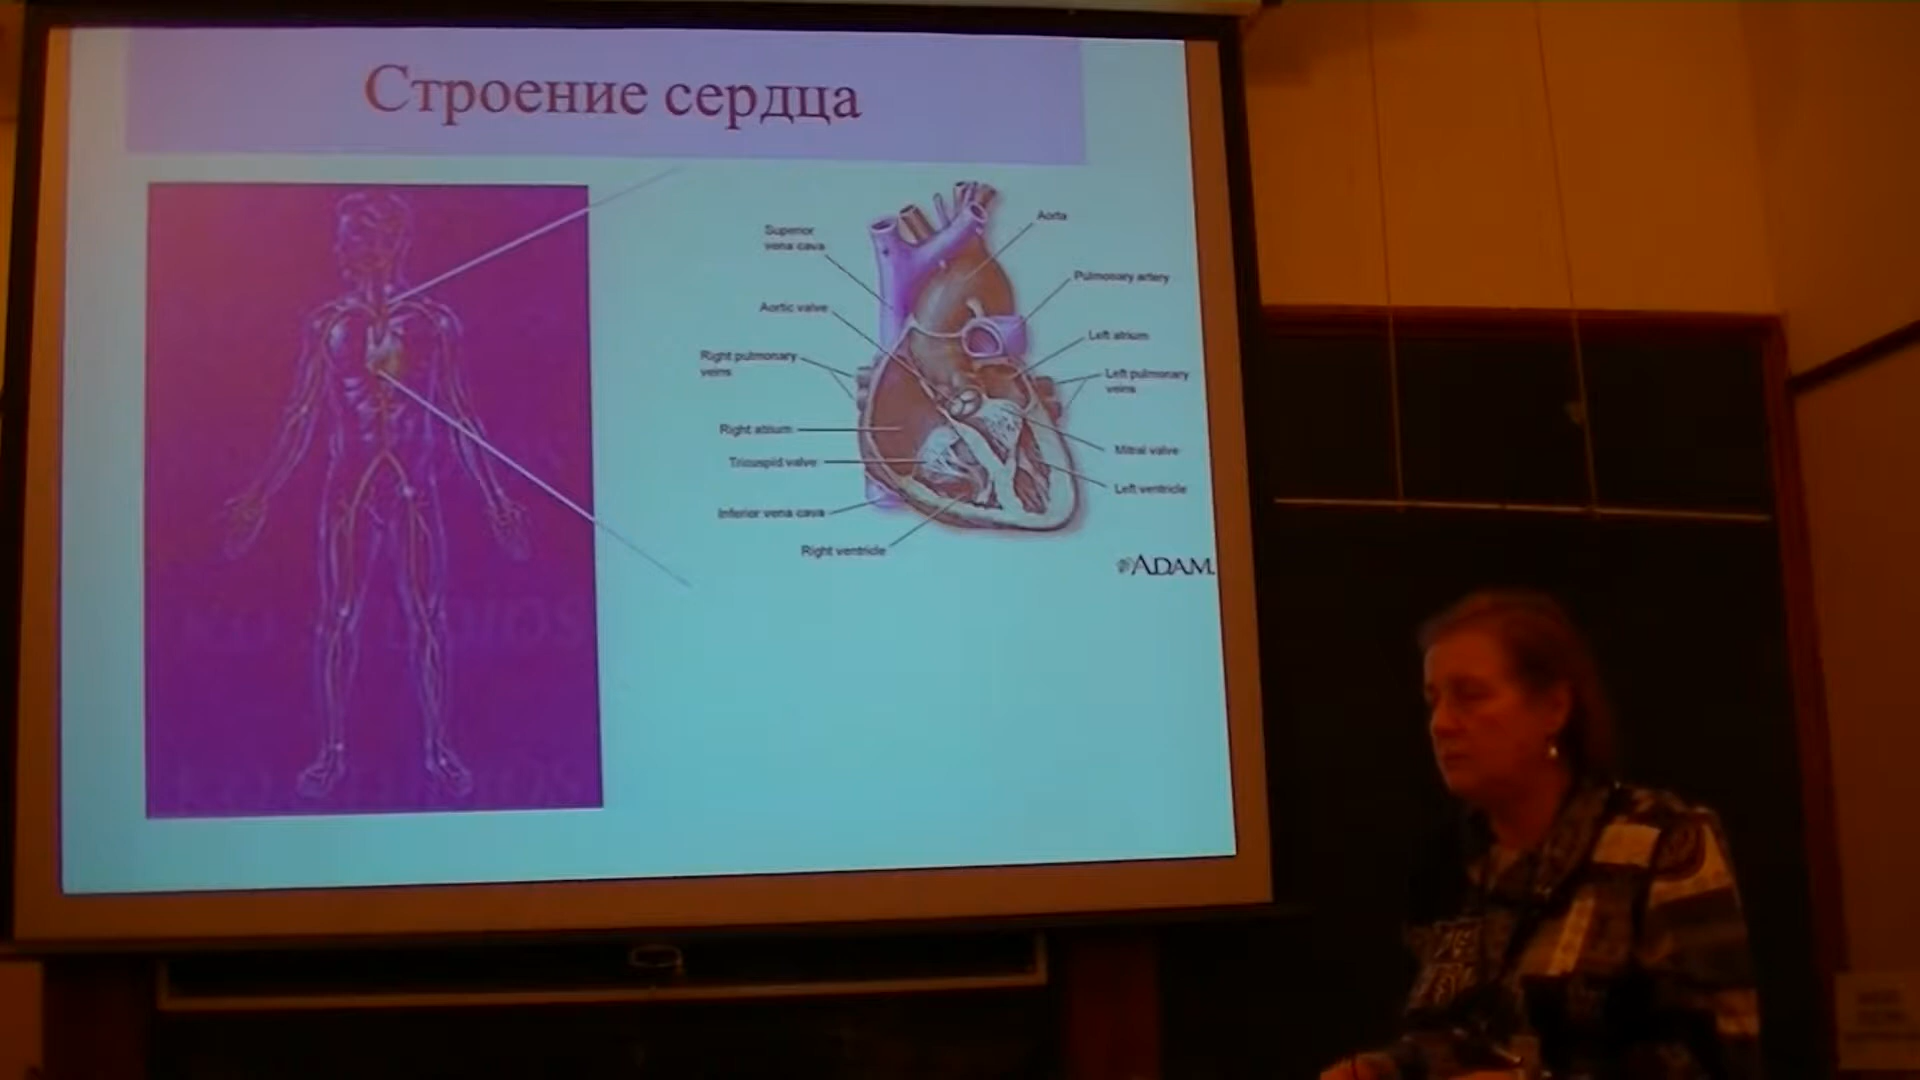 Строение сердца
Superior
vena cava
Aorta
Pulmonary artery
Aortic valve
Left atrium
Right pulmonary
veins
Left pulmonary
veins
Right atrium
Mitral valve
Tricuspid valve
Left ventricle
Inferior vena cava
Right ventricle
ADAM.